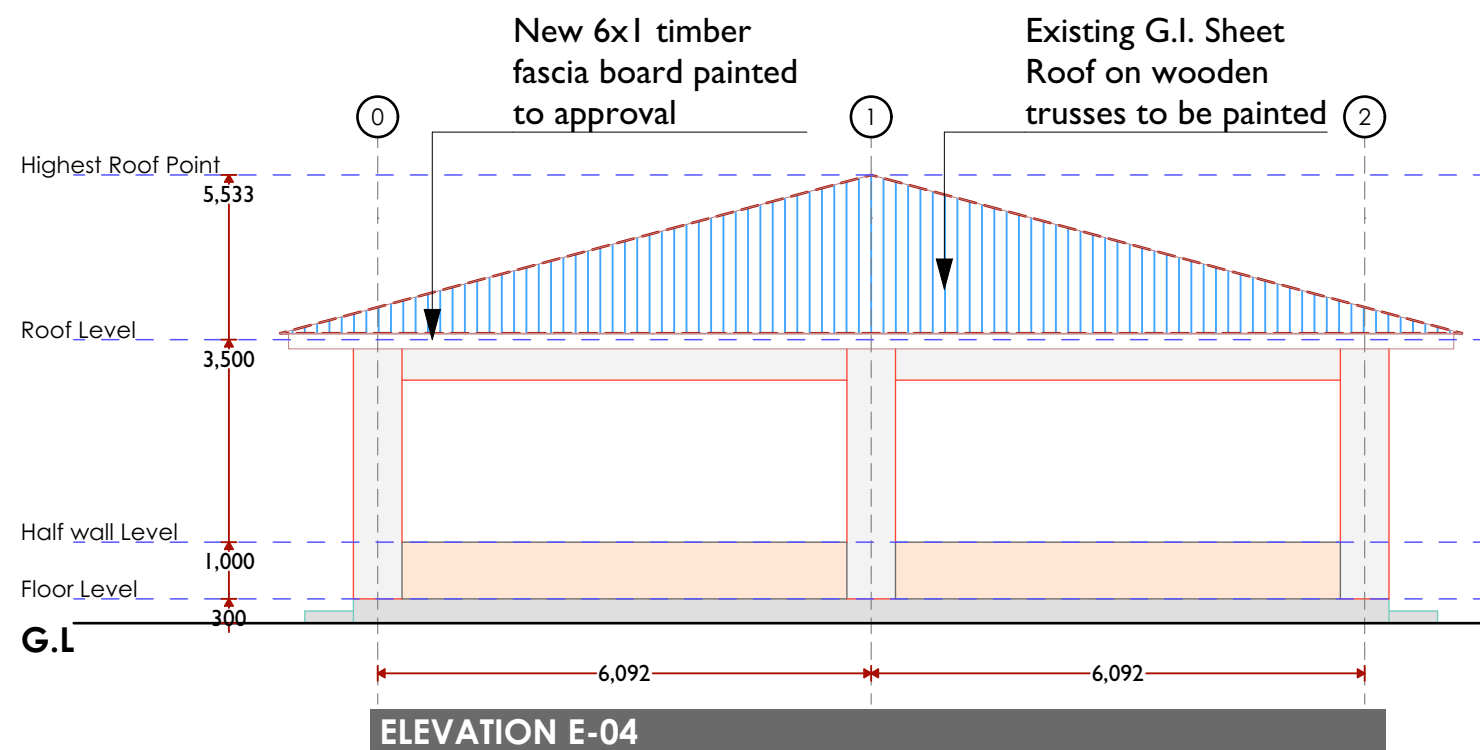 New 6x1 timber
fascia board painted
to approval
Existing G.I. Sheet
Roof on wooden
trusses to be painted
0
1
2
Highest Roof Point
5,533
Roof Level
3,500
Half wall Level
1,000
Floor Level
300
G.L
6,092
6,092
ELEVATION E-04